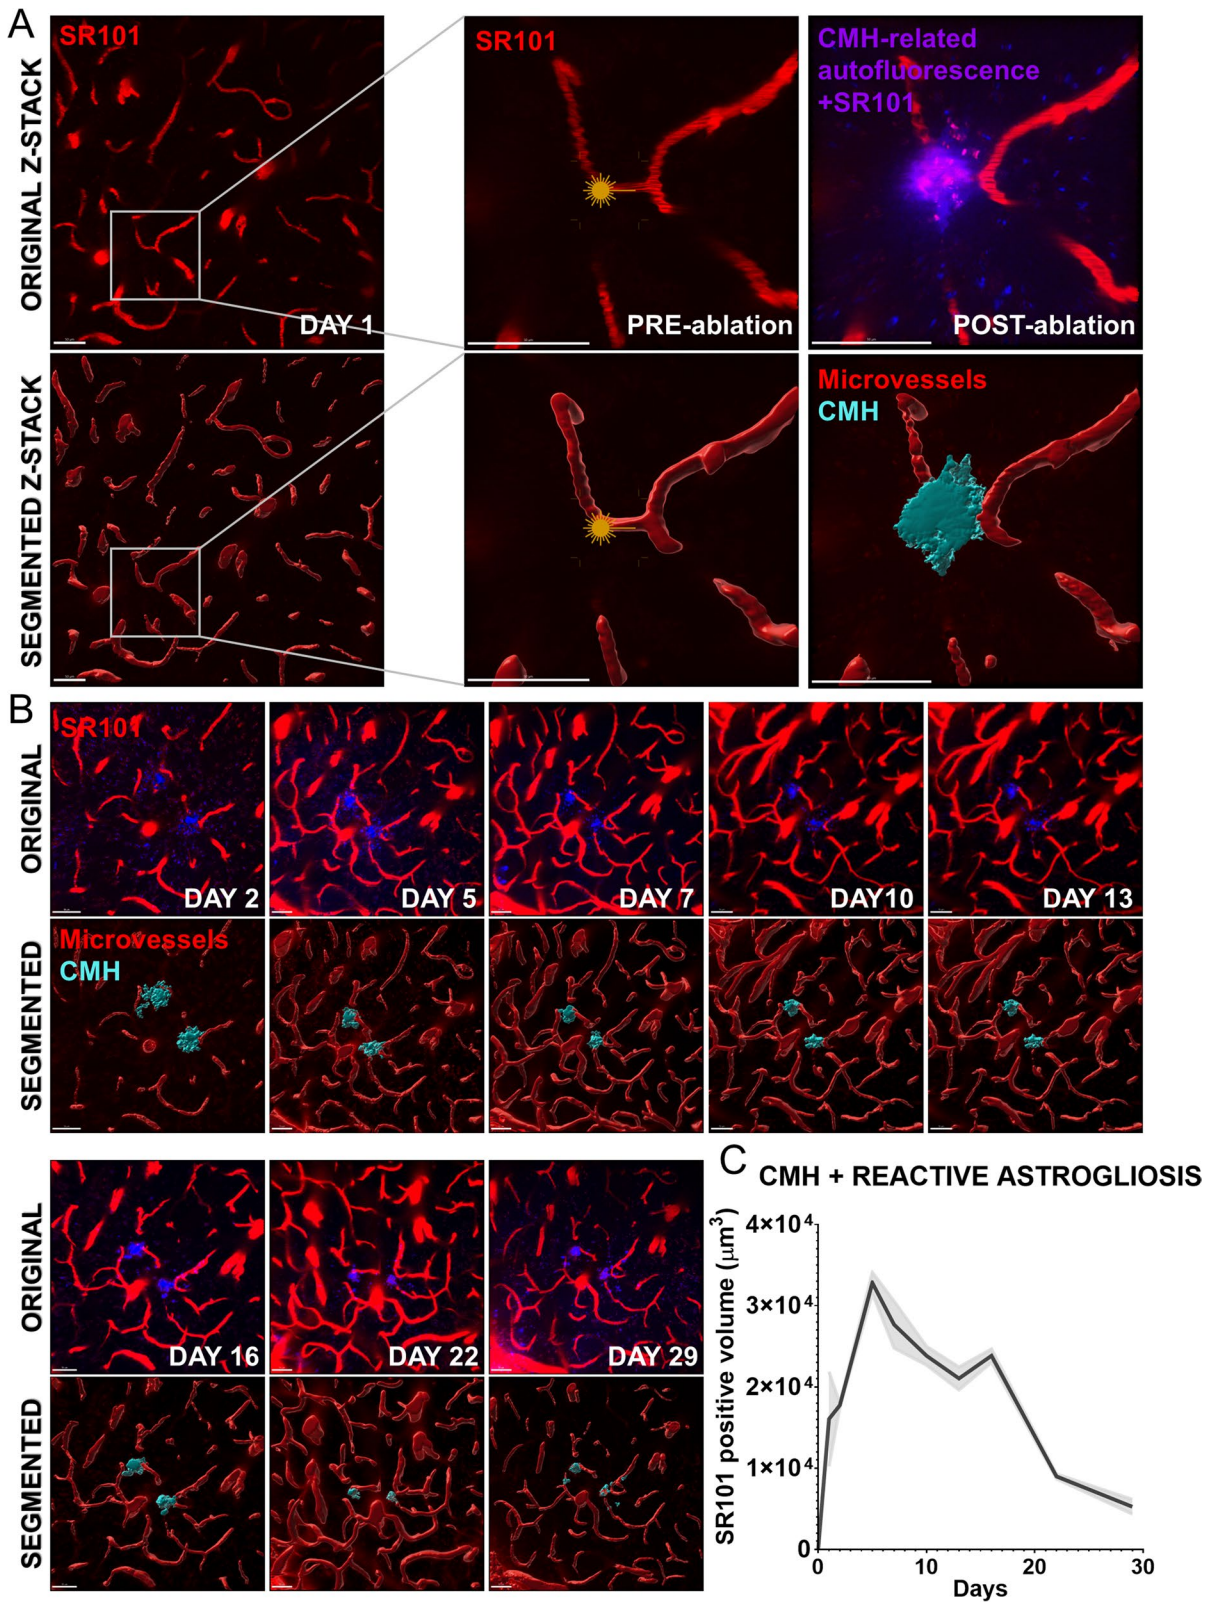 A
ORIGINAL Z-STACK
SR101
DAY 1
SR101
PRE-ablation
CMH-related
autofluorescence
+SR101
POST-ablation
SEGMENTED Z-STACK
Microvessels
CMH
B
ORIGINAL
SR101
DAY 2
DAY 5
DAY 7
DAY10
DAY 13
SEGMENTED
Microvessels
CMH
ORIGINAL
DAY 16
DAY 22
DAY 29
SEGMENTED
C
CMH + REACTIVE ASTROGLIOSIS
SR101 positive volume (μm³)
4×10⁴
3×10⁴
2×10⁴
1×10⁴
0
0 10 20 30
Days